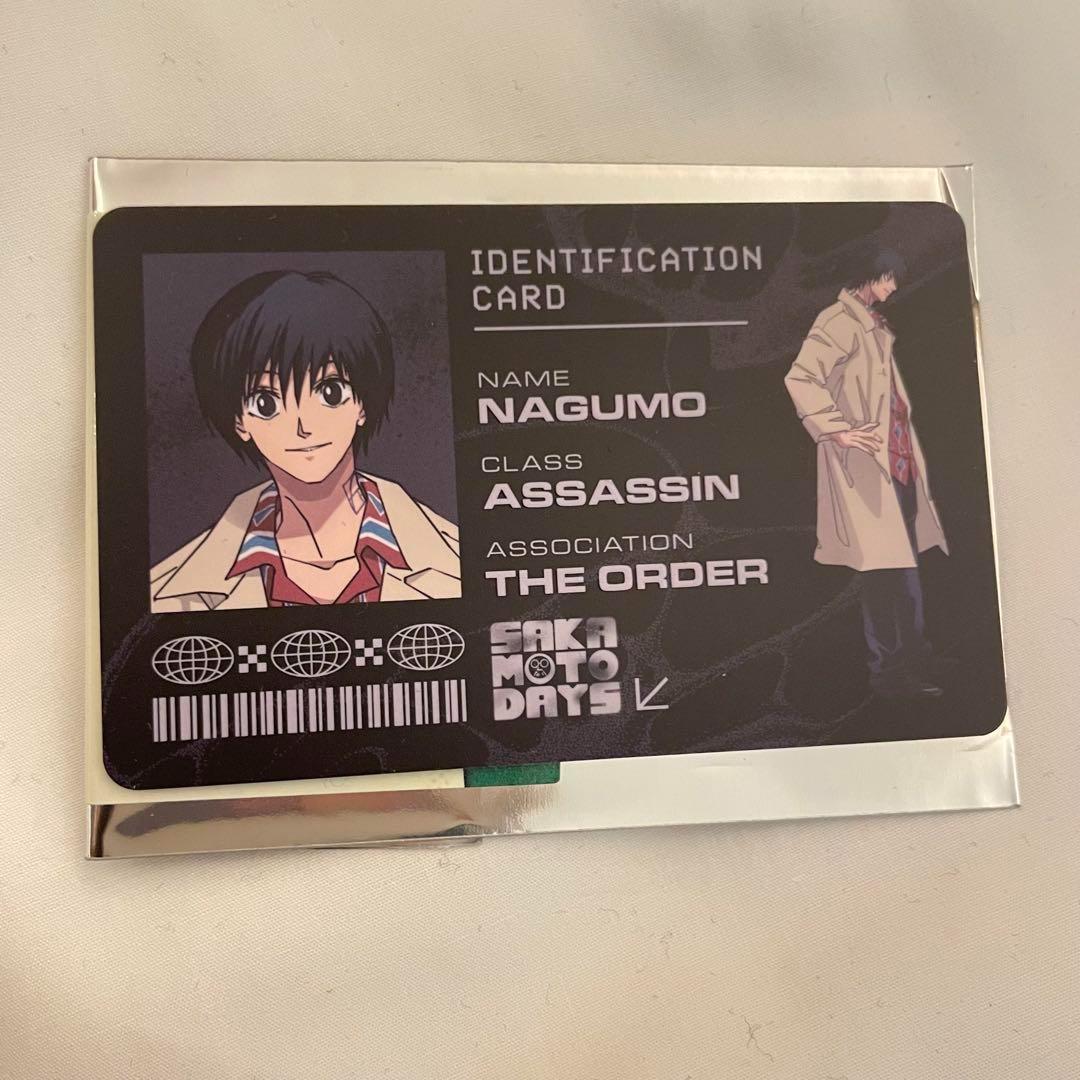 IDENTIFICATION
CARD
NAME
NAGUMO
CLASS
ASSASSIN
ASSOCIATION
THE ORDER
SAKA
MOTO
DAYS